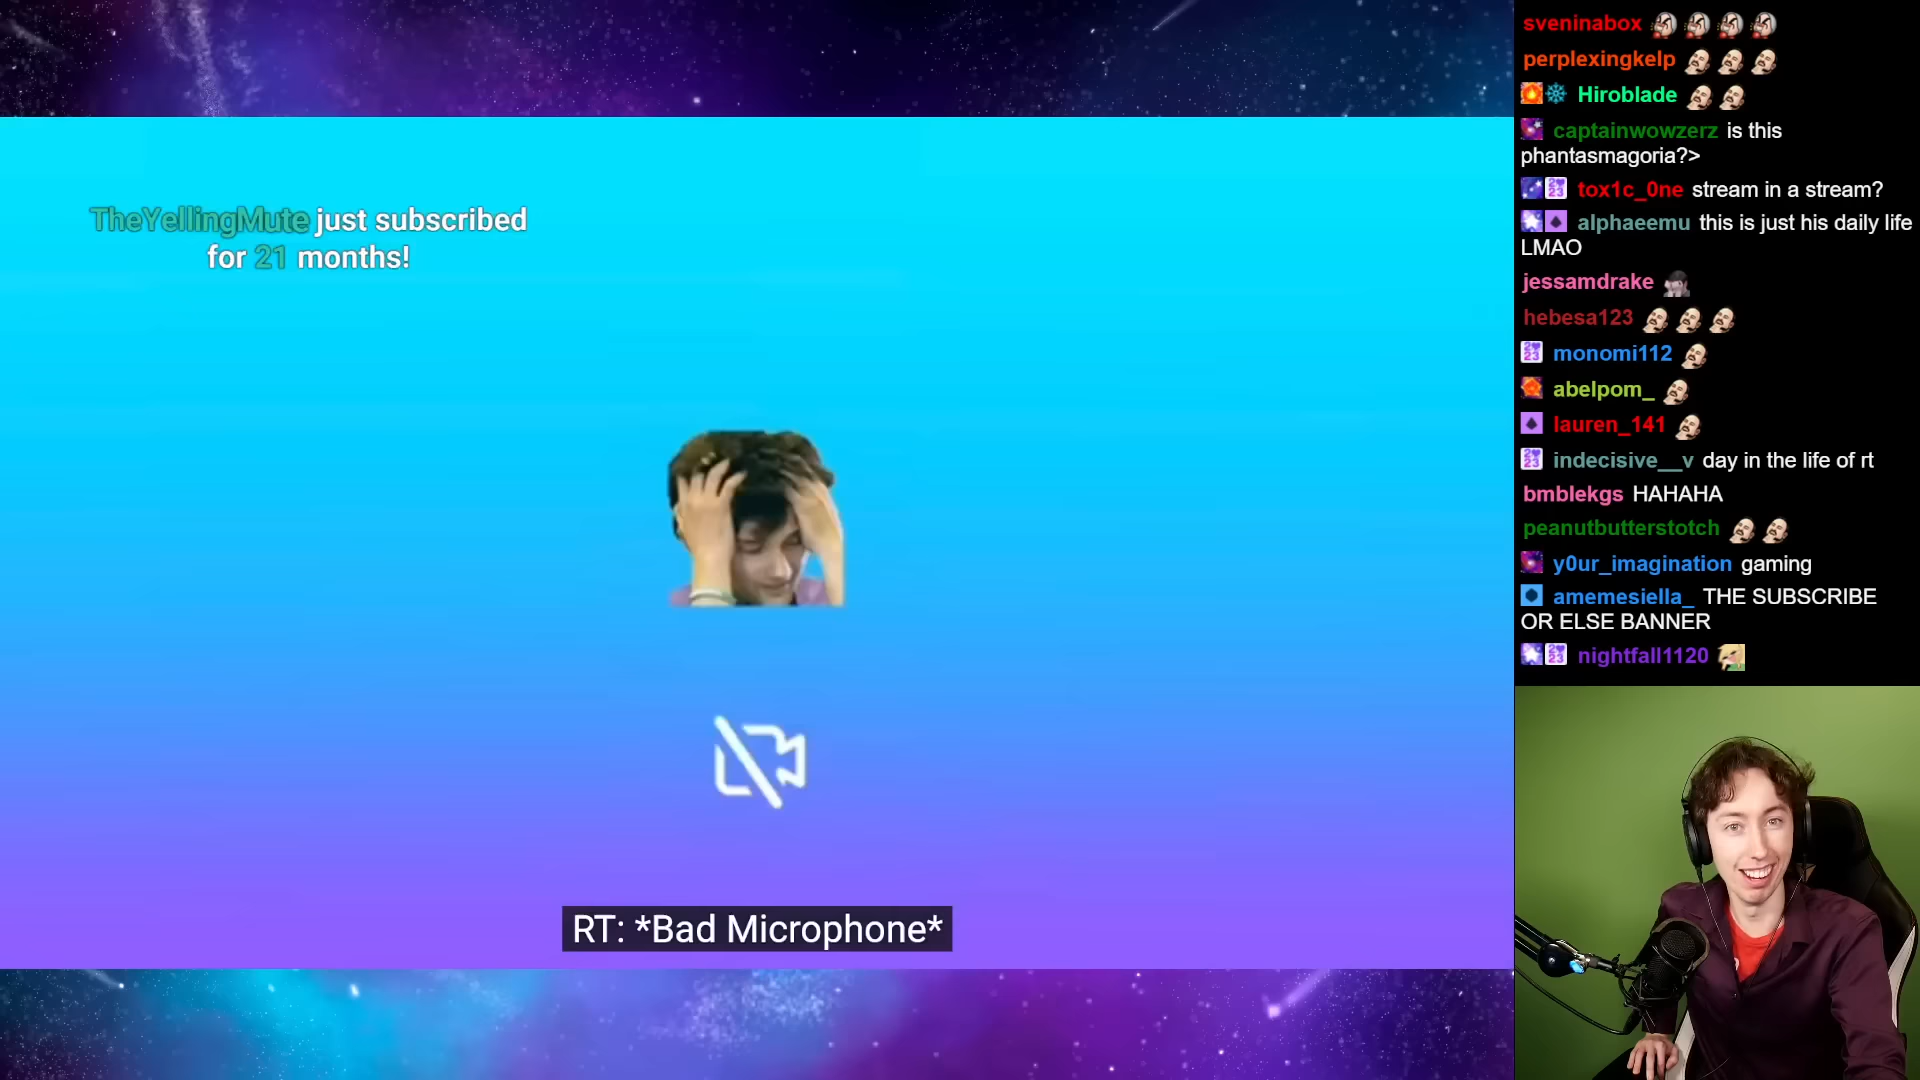 TheYellingMute just subscribed
for 21 months!
RT: *Bad Microphone*
sveninabox
perplexingkelp
Hiroblade
captainwowzerz is this
phantasmagoria?>
tox1c_0ne stream in a stream?
alphaeemu this is just his daily life
LMAO
jessamdrake
hebesa123
monomi112
abelpom_
lauren_141
indecisive__v day in the life of rt
bmblekgs HAHAHA
peanutbutterstotch
y0ur_imagination gaming
amemesiella_ THE SUBSCRIBE
OR ELSE BANNER
nightfall1120